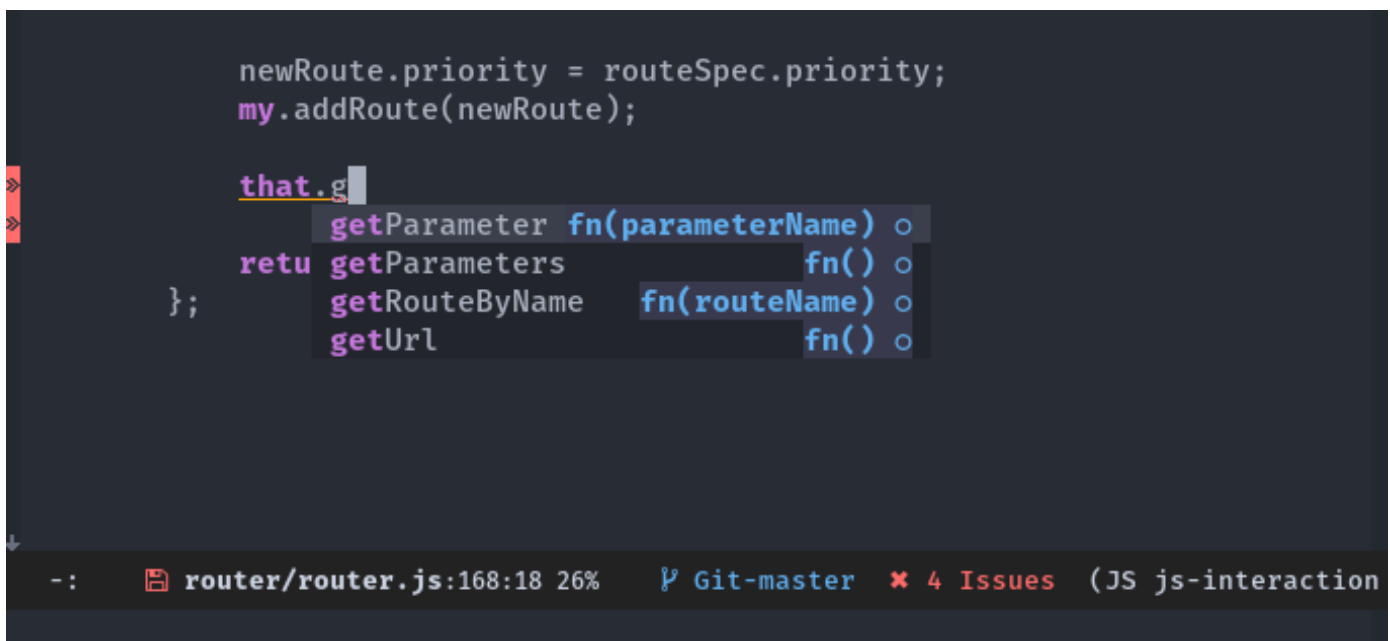 newRoute.priority = routeSpec.priority;
my.addRoute(newRoute);
that.g
getParameter fn(parameterName)
retu getParameters fn()
}; getRouteByName fn(routeName)
getUrl fn()
-: router/router.js:168:18 26% Git-master ✖ 4 Issues (JS js-interaction